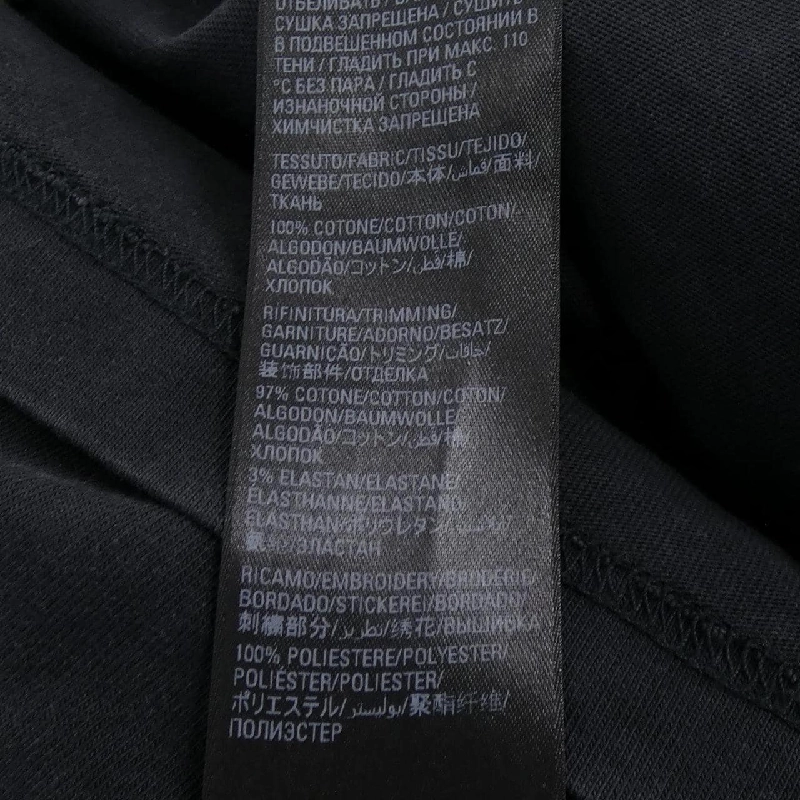 ОТБЕЛИВАТЬ /
СУШКА ЗАПРЕЩЕНА / СУШИТЬ
В ПОДВЕШЕННОМ СОСТОЯНИИ В
ТЕНИ / ГЛАДИТЬ ПРИ МАКС. 110
°C БЕЗ ПАРА / ГЛАДИТЬ С
ИЗНАНОЧНОЙ СТОРОНЫ /
ХИМЧИСТКА ЗАПРЕЩЕНА
TESSUTO/FABRIC/TISSU/TEJIDO/
GEWEBE/TECIDO/本体/قماش/面料/
ТКАНЬ
100% COTONE/COTTON/COTON/
ALGODON/BAUMWOLLE/
ALGODÃO/コットン/قطن/棉/
ХЛОПОК
RIFINITURA/TRIMMING/
GARNITURE/ADORNO/BESATZ/
GUARNIÇÃO/トリミング/
装饰部件/ОТДЕЛКА
97% COTONE/COTTON/COTON/
ALGODON/BAUMWOLLE/
ALGODÃO/コットン/قطن/棉/
ХЛОПОК
3% ELASTAN/ELASTANE/
ÉLASTHANNE/ELASTANO/
ELASTHAN/ポリウレタン/
ЭЛАСТАН
RICAMO/EMBROIDERY/BRODERIE/
BORDADO/STICKEREI/BORDADO/
刺繍部分/تطريز/绣花/ВЫШИВКА
100% POLIESTERE/POLYESTER/
POLIÉSTER/POLIESTER/
ポリエステル/بوليستر/聚酯纤维/
ПОЛИЭСТЕР